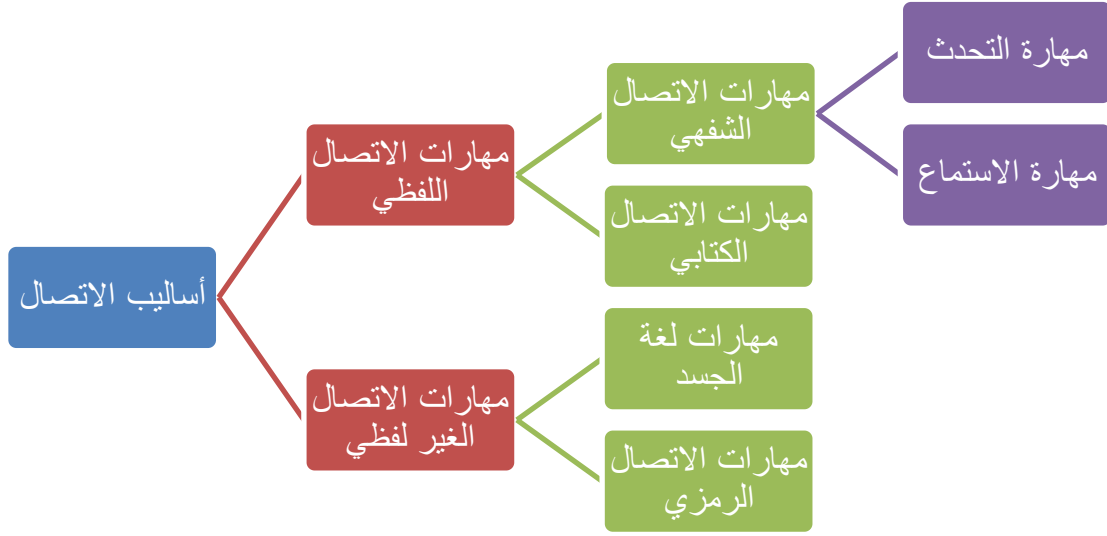 أساليب الاتصال
مهارات الاتصال
اللفظي
مهارات الاتصال
الشفهي
مهارة التحدث
مهارة الاستماع
مهارات الاتصال
الكتابي
مهارات الاتصال
الغير لفظي
مهارات لغة
الجسد
مهارات الاتصال
الرمزي